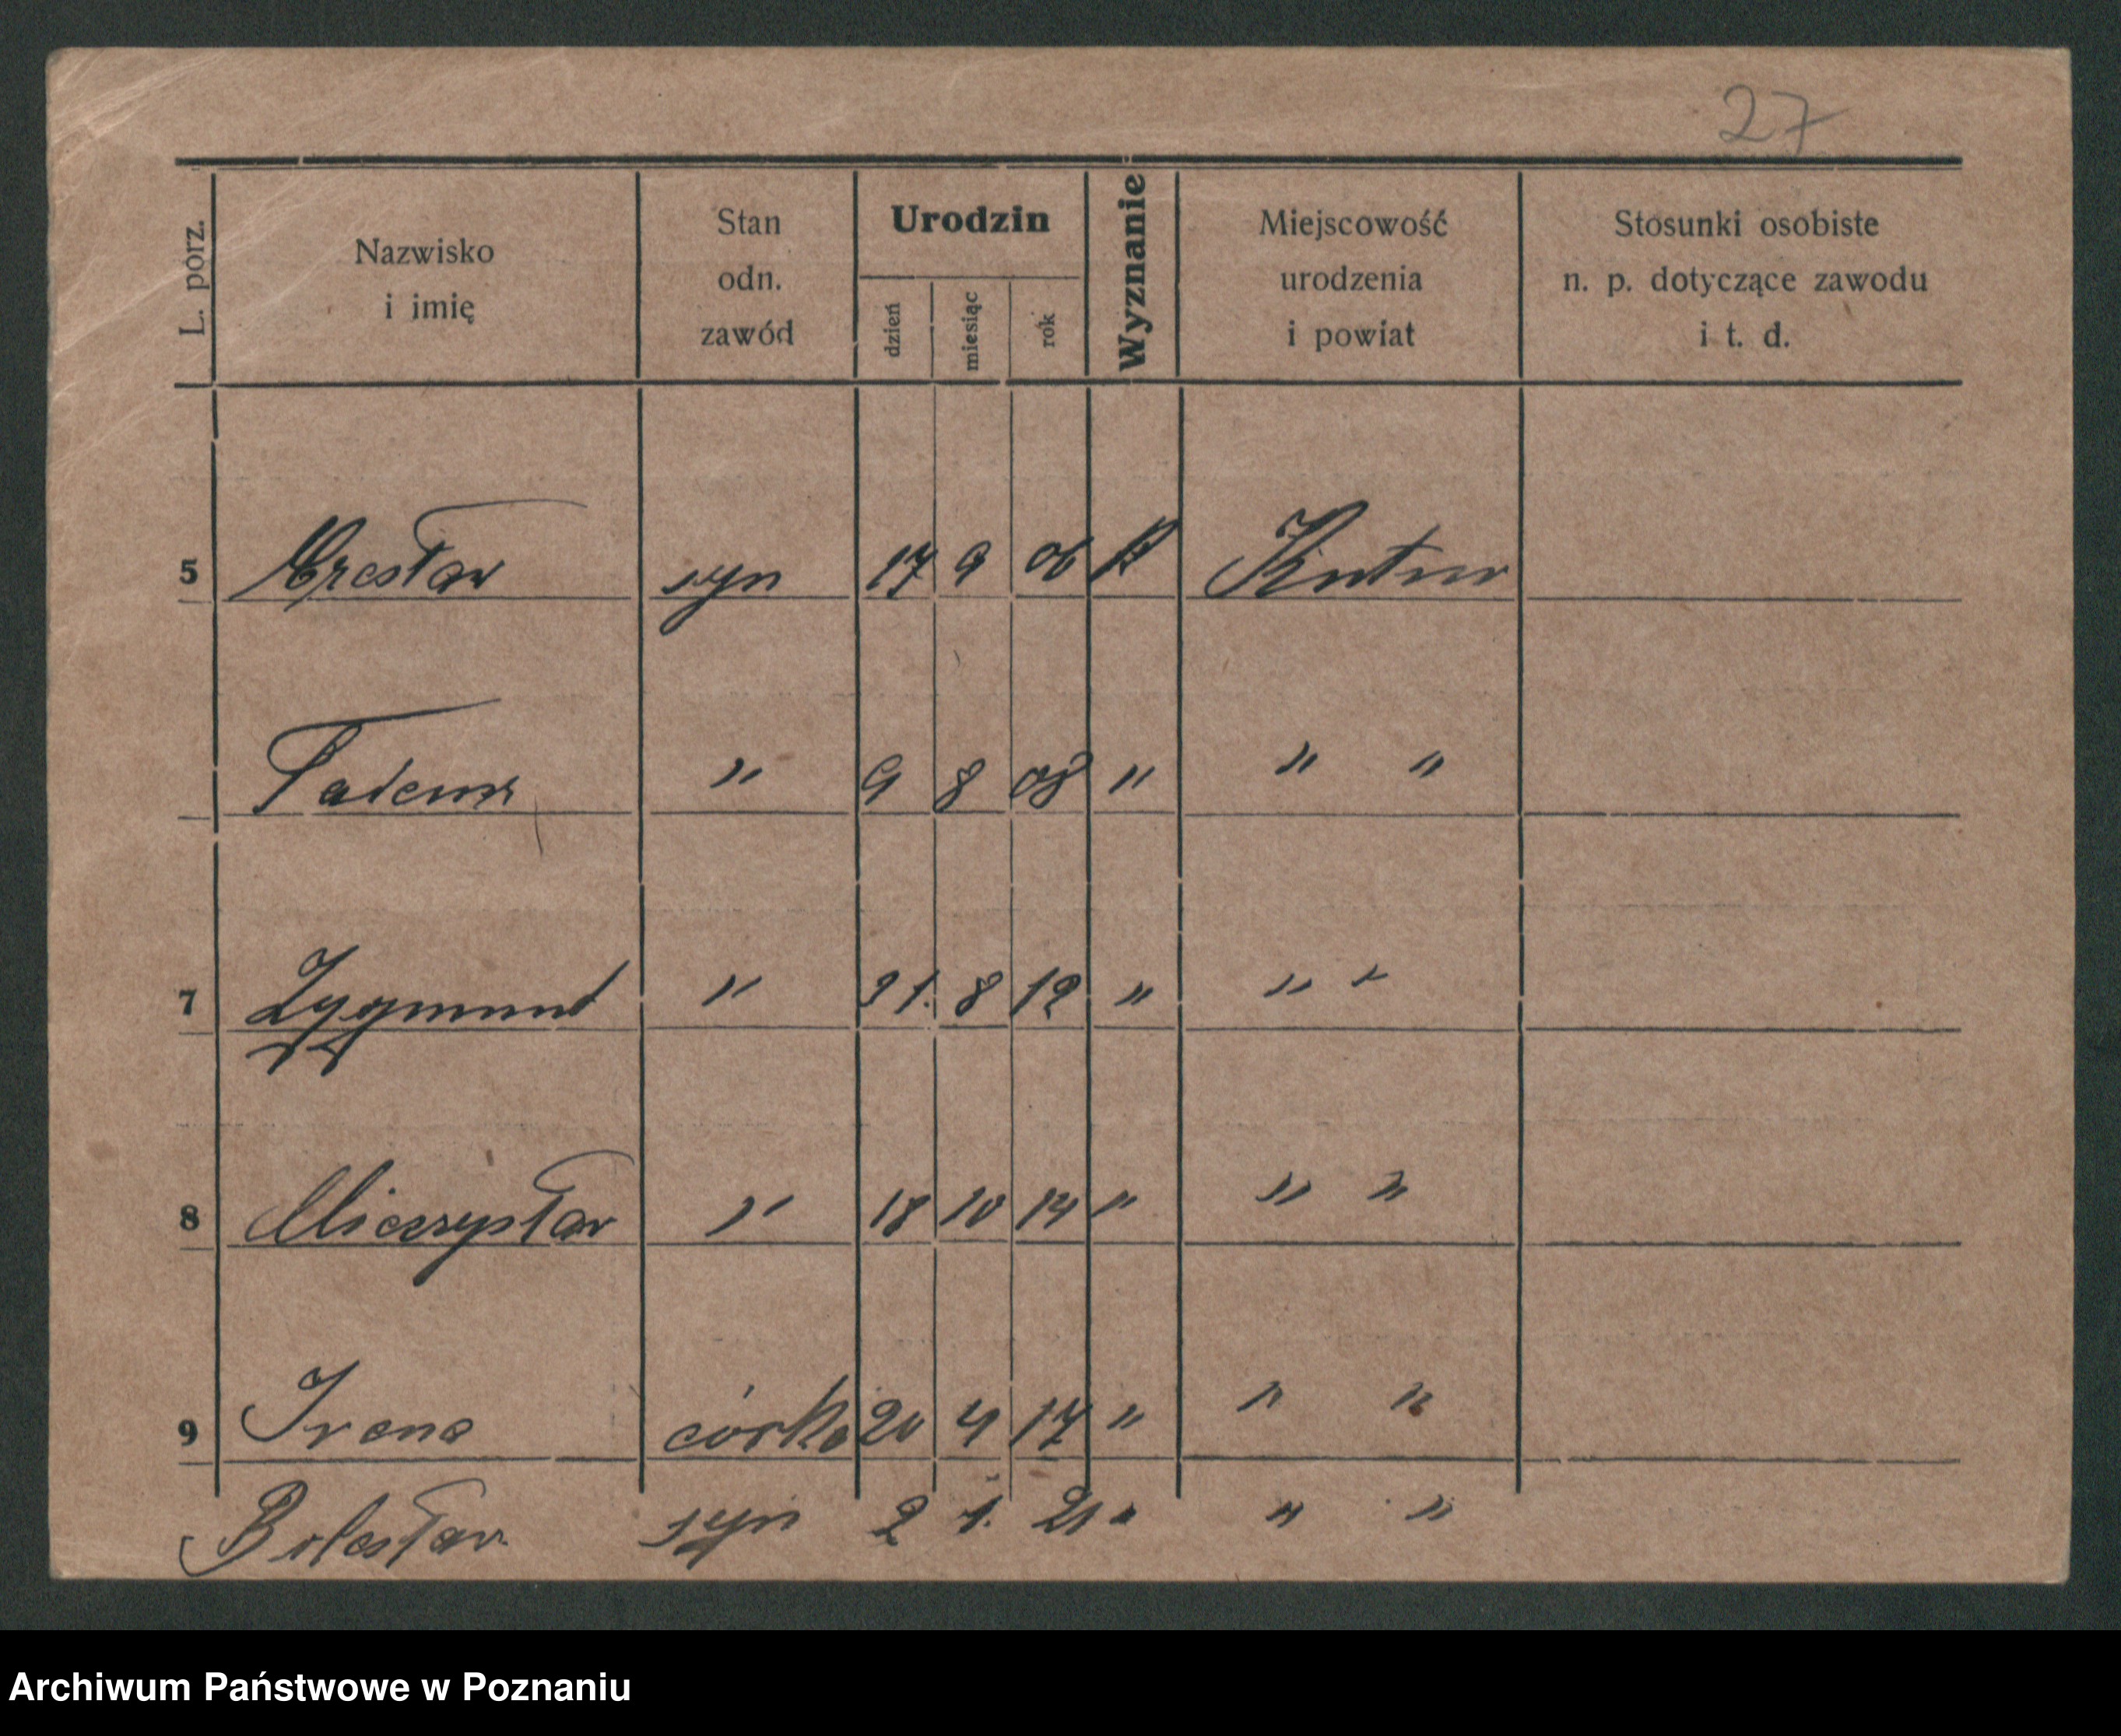 27
L. porz. Nazwisko i imię Stan odn. zawód Urodzin dzień miesiąc rok Wyznanie Miejscowość urodzenia i powiat Stosunki osobiste n. p. dotyczące zawodu i t. d.
5 Czesław syn 17 9 06 K Kutno
Tadeusz " 9 8 08 " " "
7 Zygmund " 21. 8 12 " " "
8 Mieczysław " 18 10 14 " " "
9 Irena córka 20 4 17 " " "
Bolesław syn 2 1. 21 " " "
Archiwum Państwowe w Poznaniu